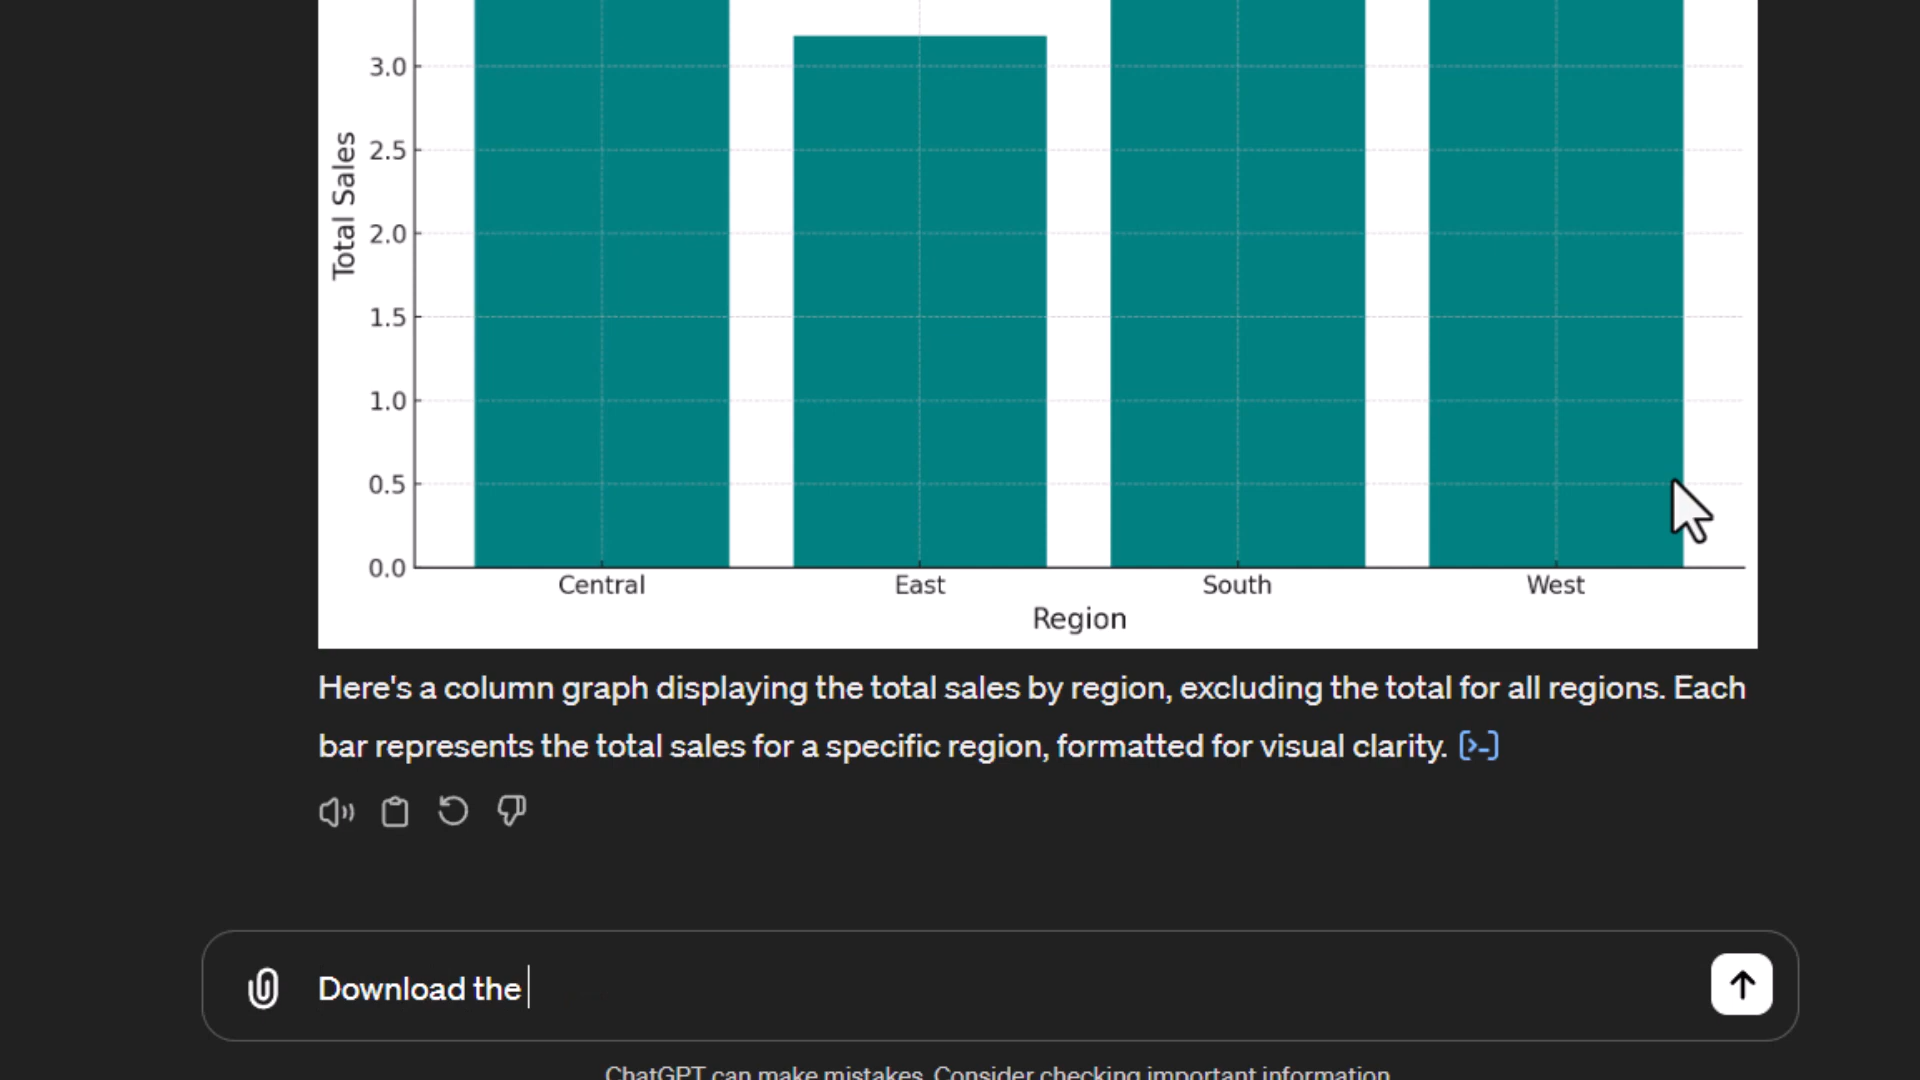 3.0
2.5
2.0
1.5
1.0
0.5
0.0
Total Sales
Central East South West
Region
Here's a column graph displaying the total sales by region, excluding the total for all regions. Each
bar represents the total sales for a specific region, formatted for visual clarity. [>-]
Download the
ChatGPT can make mistakes. Consider checking important information.